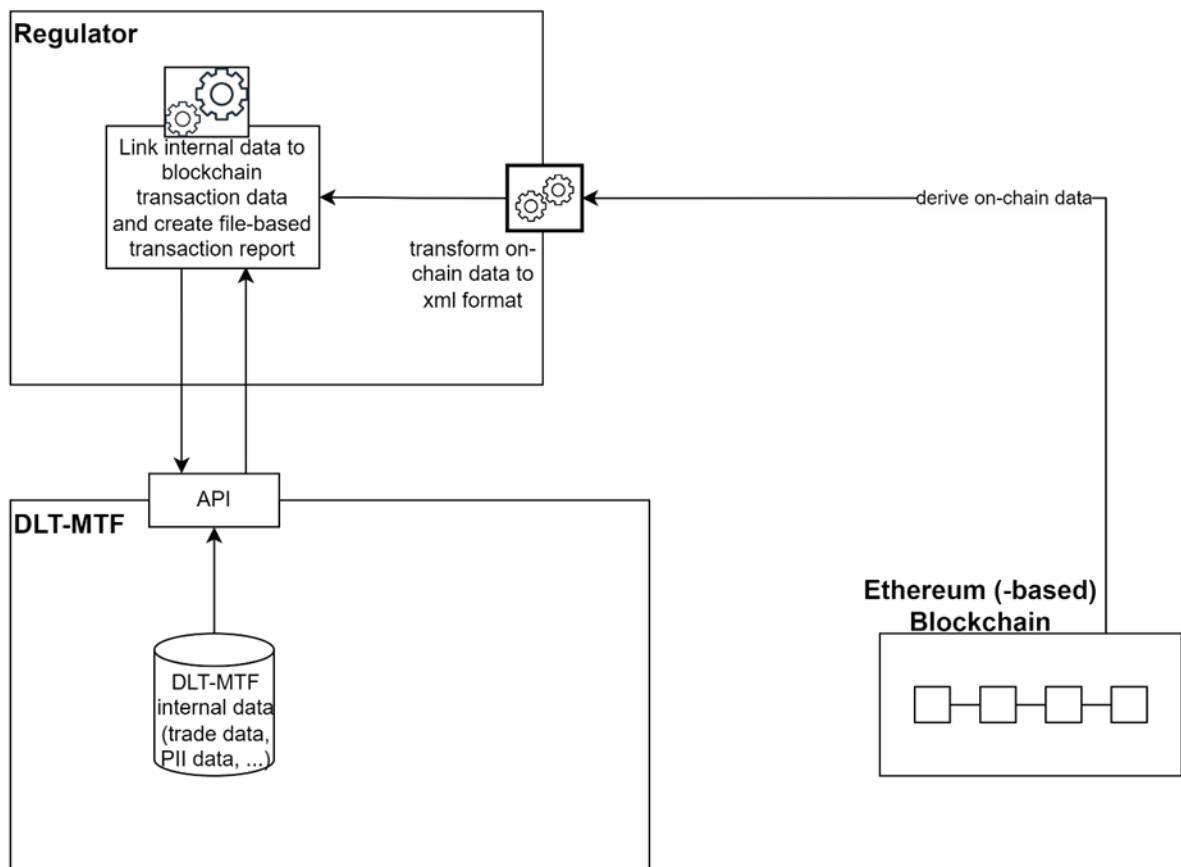 Regulator
Link internal data to
blockchain
transaction data
and create file-based
transaction report
derive on-chain data
transform on-
chain data to
xml format
API
DLT-MTF
Ethereum (-based)
Blockchain
DLT-MTF
internal data
(trade data,
PII data, ...)